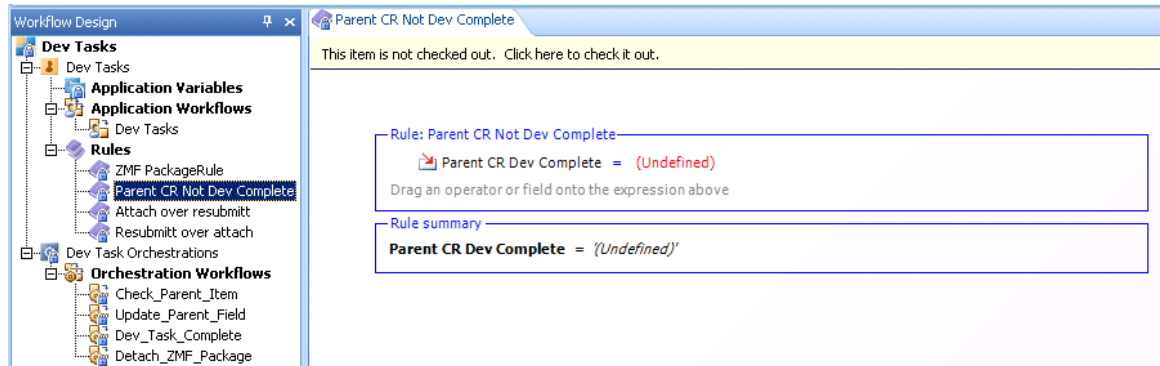 Workflow Design
Dev Tasks
Dev Tasks
Application Variables
Application Workflows
Dev Tasks
Rules
ZMF PackageRule
Parent CR Not Dev Complete
Attach over resubmitt
Resubmitt over attach
Dev Task Orchestrations
Orchestration Workflows
Check_Parent_Item
Update_Parent_Field
Dev_Task_Complete
Detach_ZMF_Package
Parent CR Not Dev Complete
This item is not checked out. Click here to check it out.
Rule: Parent CR Not Dev Complete
Parent CR Dev Complete = (Undefined)
Drag an operator or field onto the expression above
Rule summary
Parent CR Dev Complete = '(Undefined)'